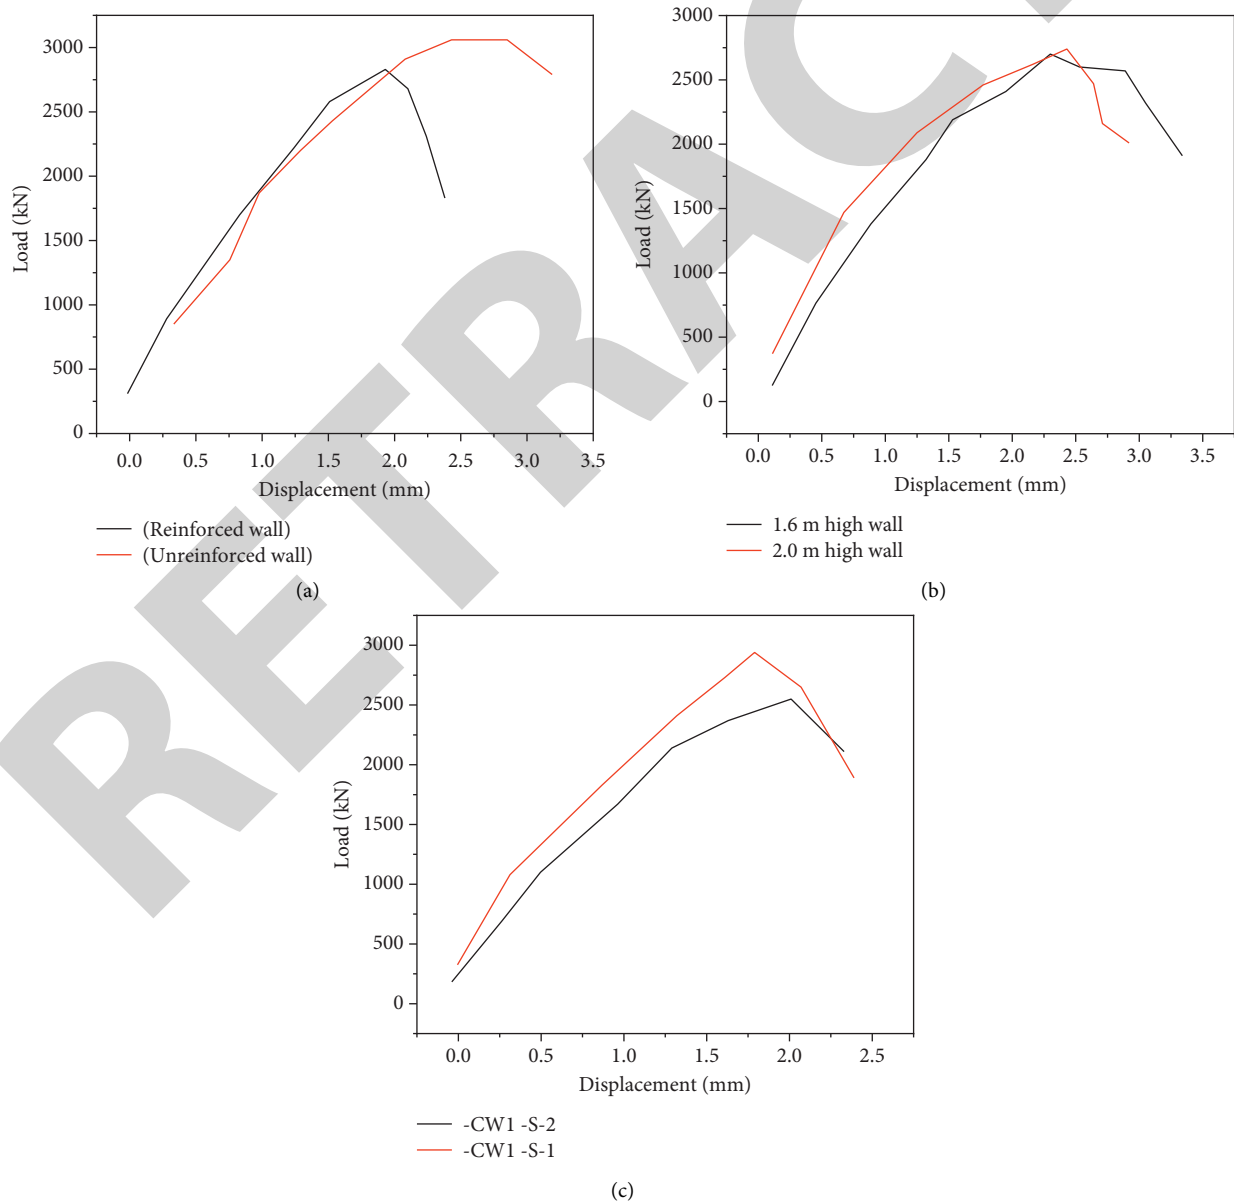 3000
2500
2000
1500
1000
500
0
Load (kN)
0.0 0.5 1.0 1.5 2.0 2.5 3.0 3.5
Displacement (mm)
(Reinforced wall)
(Unreinforced wall)
(a)
3000
2500
2000
1500
1000
500
0
Load (kN)
0.0 0.5 1.0 1.5 2.0 2.5 3.0
Displacement (mm)
1.6 m high wall
2.0 m high wall
(b)
3000
2500
2000
1500
1000
500
0
Load (kN)
0.0 0.5 1.0 1.5 2.0 2.5
Displacement (mm)
-CW1 -S-2
-CW1 -S-1
(c)
RETRAC